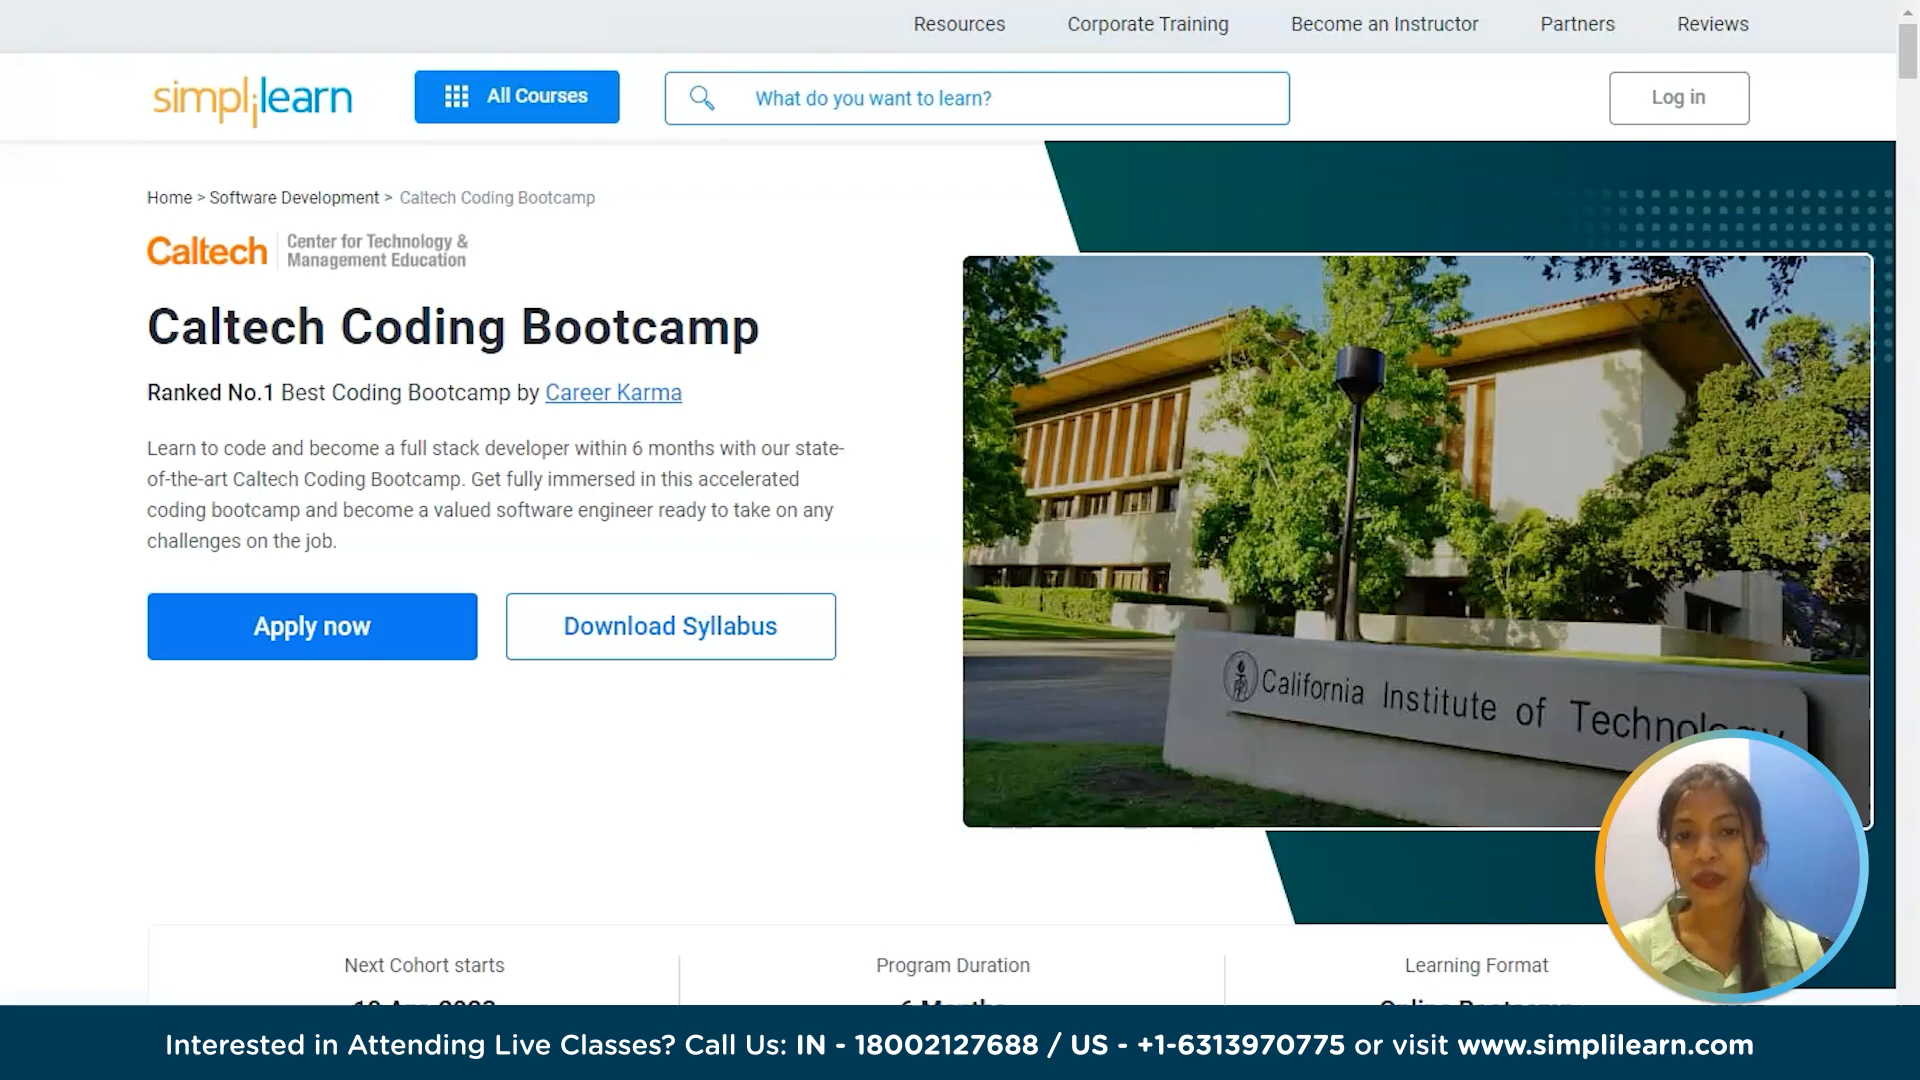 Resources Corporate Training Become an Instructor Partners Reviews
simplilearn All Courses What do you want to learn? Log in
Home > Software Development > Caltech Coding Bootcamp
Caltech Center for Technology &
Management Education
Caltech Coding Bootcamp
Ranked No.1 Best Coding Bootcamp by Career Karma
Learn to code and become a full stack developer within 6 months with our state-
of-the-art Caltech Coding Bootcamp. Get fully immersed in this accelerated
coding bootcamp and become a valued software engineer ready to take on any
challenges on the job.
Apply now Download Syllabus
California Institute of Technology
Next Cohort starts Program Duration Learning Format
6 Months Online Bootcamp
Interested in Attending Live Classes? Call Us: IN - 18002127688 / US - +1-6313970775 or visit www.simplilearn.com